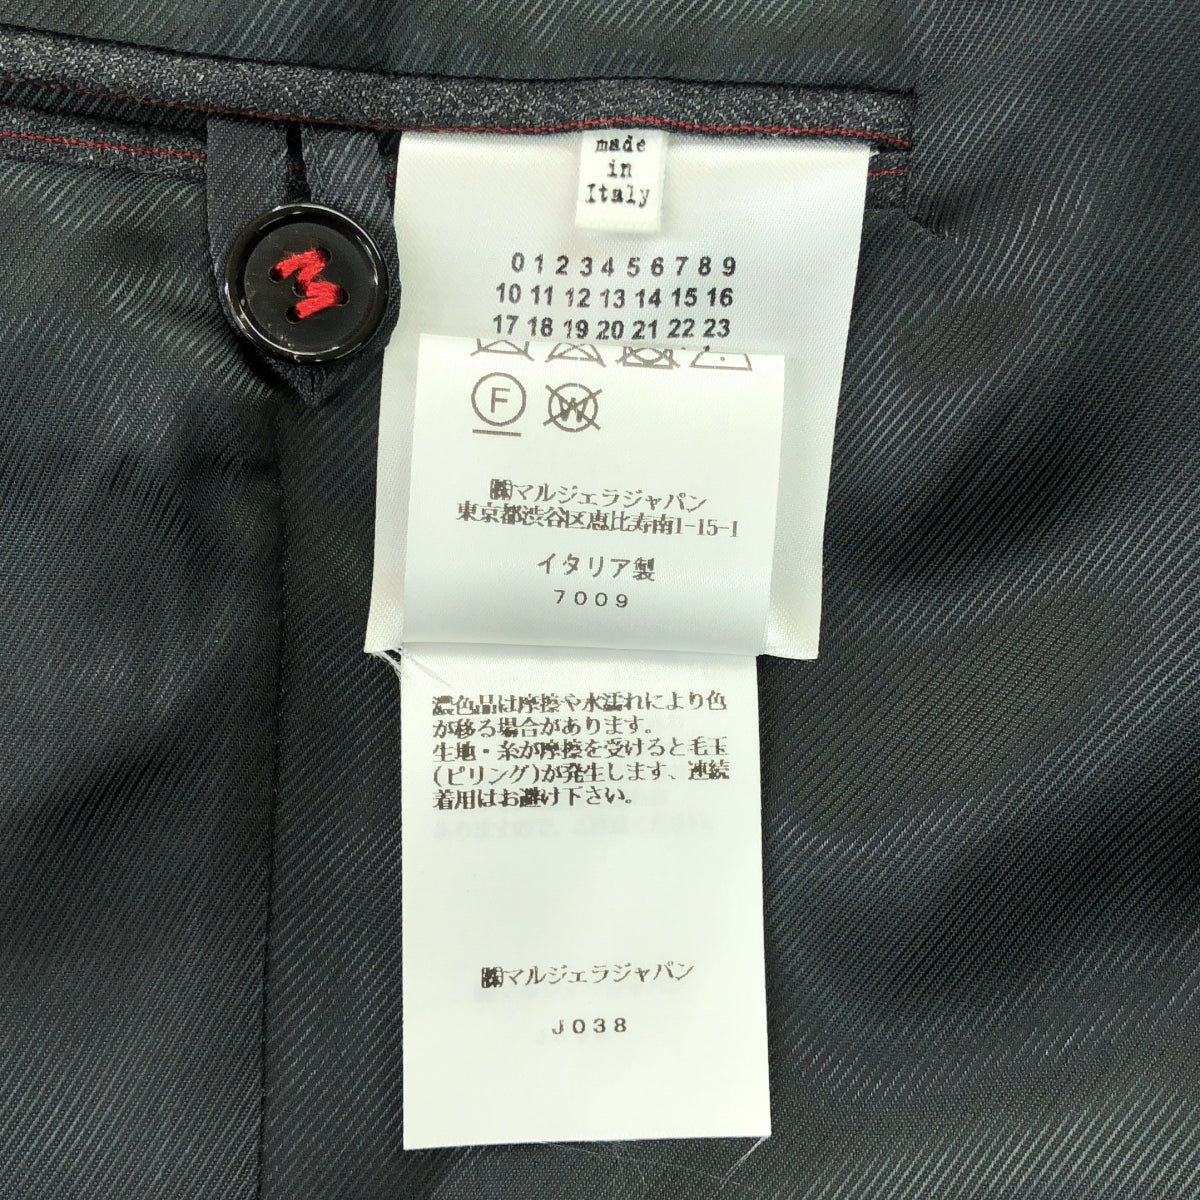 made
in
Italy
0 1 2 3 4 5 6 7 8 9
10 11 12 13 14 15 16
17 18 19 20 21 22 23
F W
㈱マルジェラジャパン
東京都渋谷区恵比寿南1-15-1
イタリア製
7009
濃色品は摩擦や水濡れにより色
が移る場合があります。
生地・糸が摩擦を受けると毛玉
(ピリング)が発生します、連続
着用はお避け下さい。
㈱マルジェラジャパン
J038